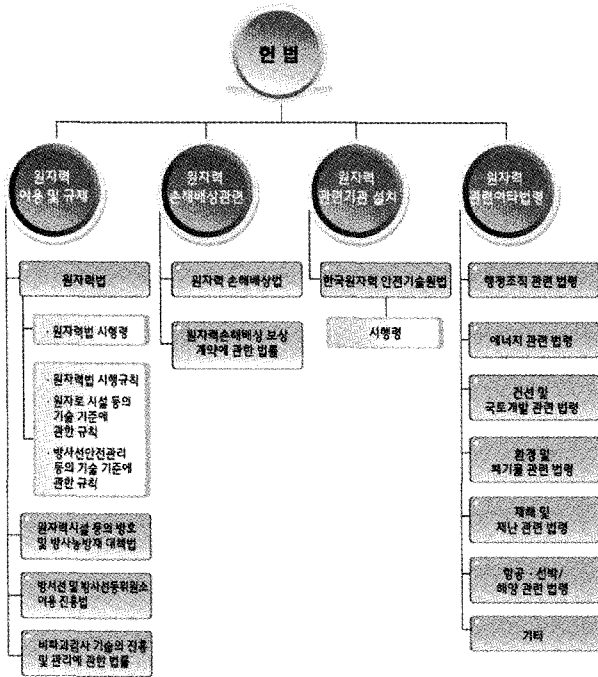 헌 법
원자력
이용 및 규제
원자력
손해배상관련
원자력
관련기관 설치
원자력
관련여타법령
원자력법
· 원자력법 시행령
· 원자력법 시행규칙
· 원자로 시설 등의
기술 기준에
관한 규칙
· 방사선안전관리
등의 기술 기준에
관한 규칙
원자력시설 등의 방호
및 방사능방재 대책법
방서선 및 방사선동위원소
이용 진흥법
비파괴검사 기술의 진흥
및 관리에 관한 법률
원자력 손해배상법
원자력손해배상 보상
계약에 관한 법률
한국원자력 안전기술원법
시행령
행정조직 관련 법령
에너지 관련 법령
건선 및
국토개발 관련 법령
환경 및
폐기물 관련 법령
재해 및
재난 관련 법령
항공 · 선박/
해양 관련 법령
기타